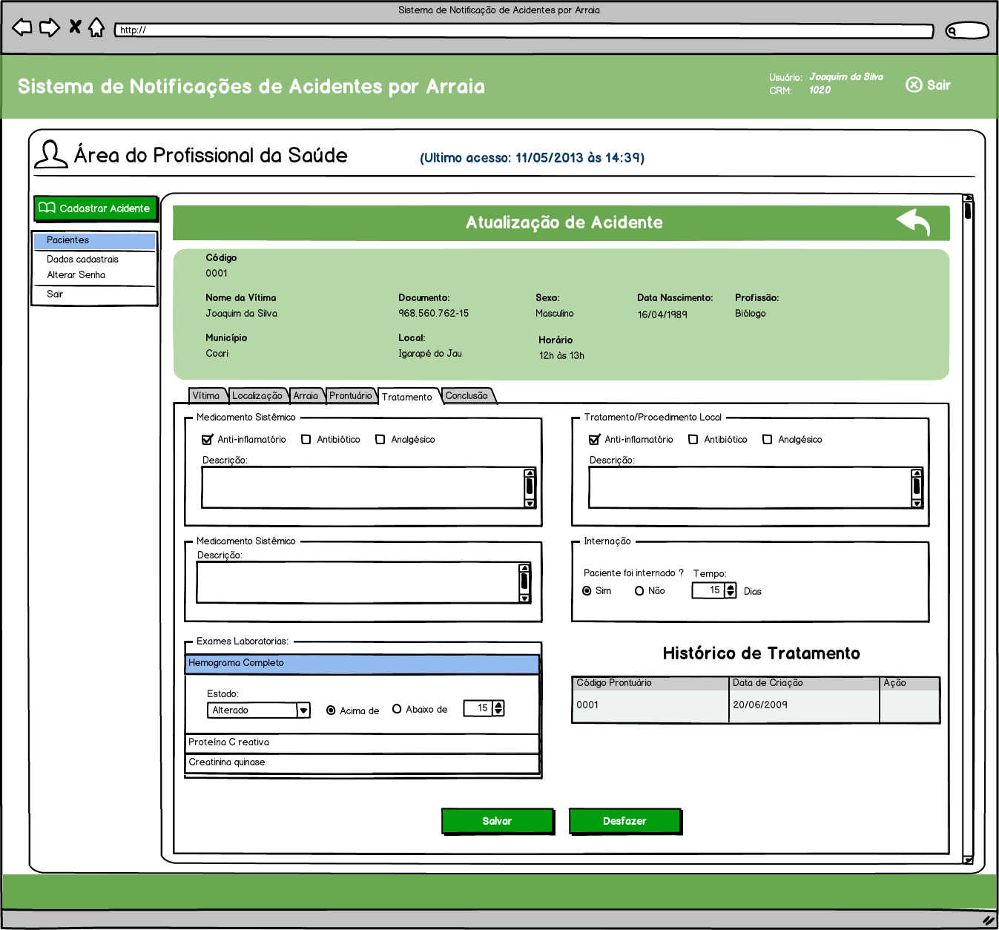 Sistema de Notificação de Acidentes por Arraia
http://
Sistema de Notificações de Acidentes por Arraia
Usuário: Joaquim da Silva
CRM: 1020
Sair
Área do Profissional da Saúde
(Ultimo acesso: 11/05/2013 às 14:39)
Cadastrar Acidente
Pacientes
Dados cadastrais
Alterar Senha
Sair
Atualização de Acidente
Código
0001
Nome da Vítima Documento: Sexo: Data Nascimento: Profissão:
Joaquim da Silva 968.560.762-15 Masculino 16/04/1989 Biólogo
Município Local: Horário
Coari Igarapé do Jau 12h às 13h
Vítima Localização Arraia Prontuário Tratamento Conclusão
Medicamento Sistêmico
Anti-inflamatório Antibiótico Analgésico
Descrição:
Tratamento/Procedimento Local
Anti-inflamatório Antibiótico Analgésico
Descrição:
Medicamento Sistêmico
Descrição:
Internação
Paciente foi internado ? Tempo:
Sim Não 15 Dias
Exames Laboratorias:
Hemograma Completo
Estado:
Alterado Acima de Abaixo de 15
Proteína C reativa
Creatinina quinase
Histórico de Tratamento
Código Prontuário Data de Criação Ação
0001 20/06/2009
Salvar Desfazer